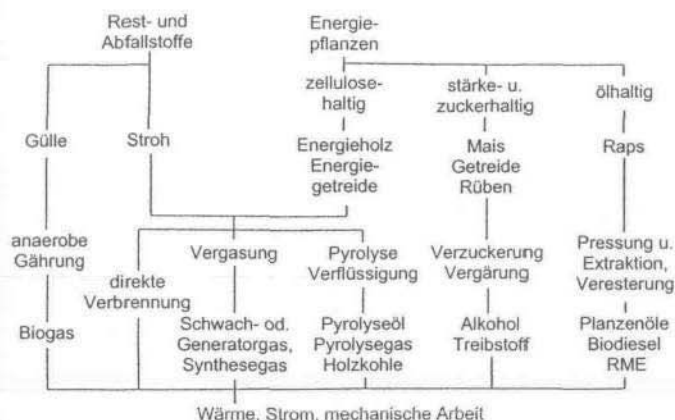 Rest- und
Abfallstoffe
Energie-
pflanzen
zellulose-
haltig
stärke- u.
zuckerhaltig
ölhaltig
Gülle
Stroh
Energieholz
Energie-
getreide
Mais
Getreide
Rüben
Raps
anaerobe
Gährung
direkte
Verbrennung
Vergasung
Pyrolyse
Verflüssigung
Verzuckerung
Vergärung
Pressung u.
Extraktion,
Veresterung
Biogas
Schwach- od.
Generatorgas,
Synthesegas
Pyrolyseöl
Pyrolysegas
Holzkohle
Alkohol
Treibstoff
Planzenöle
Biodiesel
RME
Wärme, Strom, mechanische Arbeit